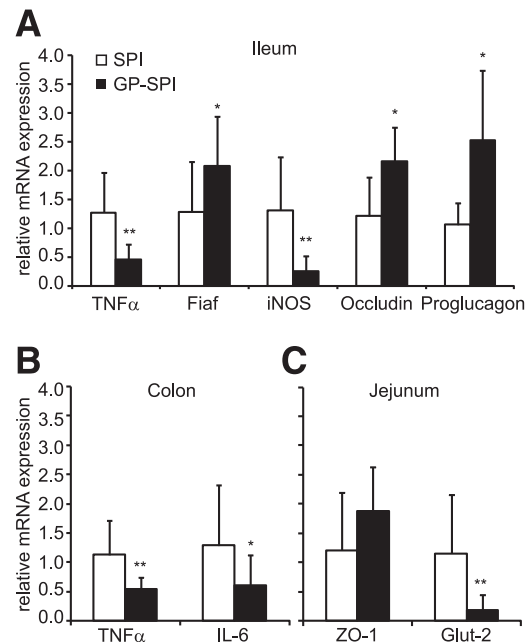 A
Ileum
relative mRNA expression
4.0
3.5
3.0
2.5
2.0
1.5
1.0
0.5
0.0
SPI
GP-SPI
**
*
**
*
*
TNFα Fiaf iNOS Occludin Proglucagon
B
Colon
relative mRNA expression
4.0
3.5
3.0
2.5
2.0
1.5
1.0
0.5
0.0
**
*
TNFα IL-6
C
Jejunum
**
ZO-1 Glut-2